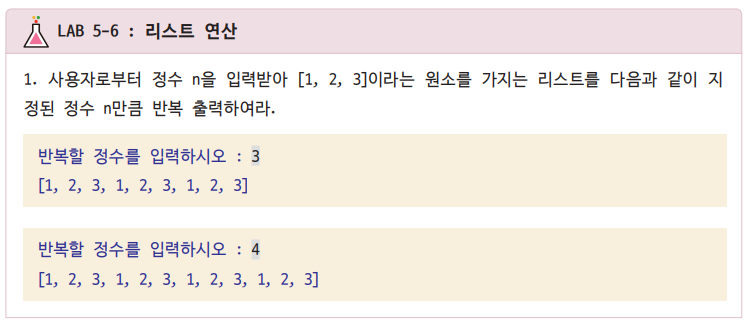 LAB 5-6 : 리스트 연산
1. 사용자로부터 정수 n을 입력받아 [1, 2, 3]이라는 원소를 가지는 리스트를 다음과 같이 지
정된 정수 n만큼 반복 출력하여라.
반복할 정수를 입력하시오 : 3
[1, 2, 3, 1, 2, 3, 1, 2, 3]
반복할 정수를 입력하시오 : 4
[1, 2, 3, 1, 2, 3, 1, 2, 3, 1, 2, 3]